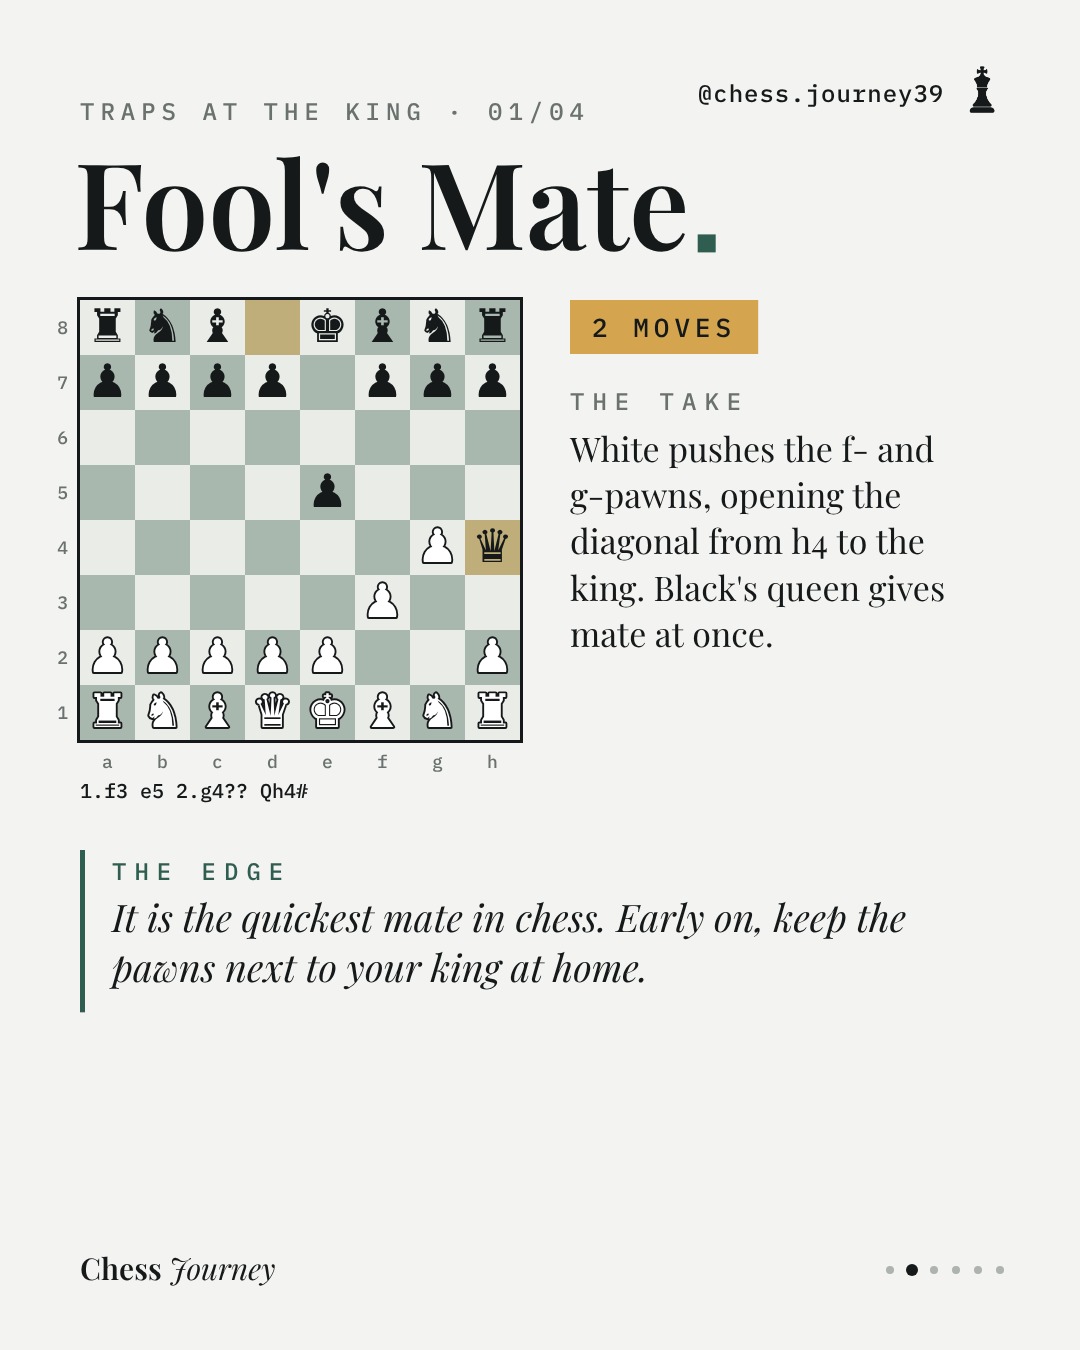 TRAPS AT THE KING · 01/04
@chess.journey39
Fool's Mate.
8
7
6
5
4
3
2
1
a b c d e f g h
1.f3 e5 2.g4?? Qh4#
2 MOVES
THE TAKE
White pushes the f- and
g-pawns, opening the
diagonal from h4 to the
king. Black's queen gives
mate at once.
THE EDGE
It is the quickest mate in chess. Early on, keep the
pawns next to your king at home.
Chess Journey